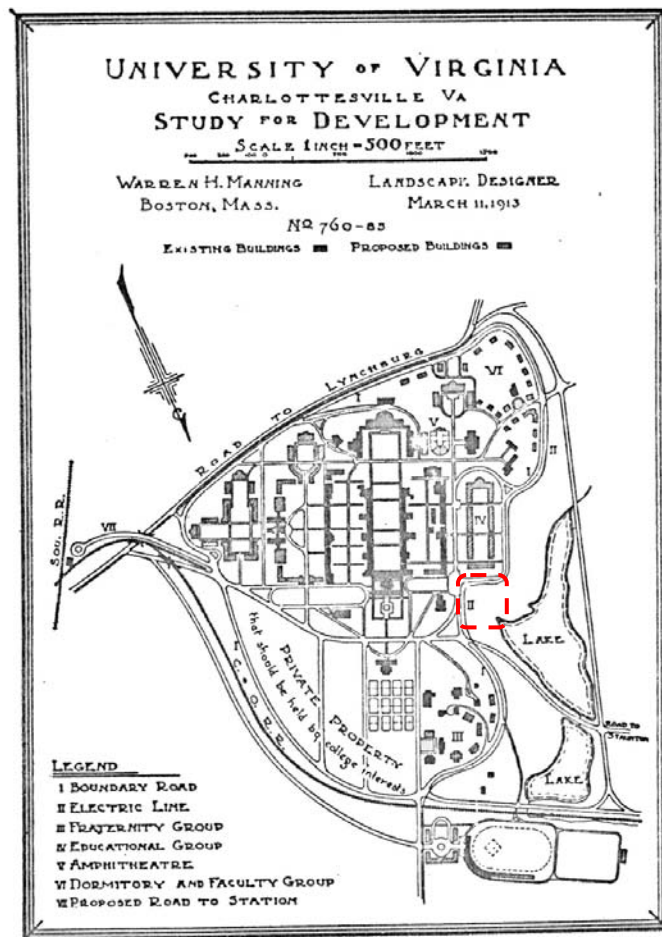 UNIVERSITY OF VIRGINIA
CHARLOTTESVILLE VA
STUDY FOR DEVELOPMENT
SCALE 1 INCH = 500 FEET
WARREN H. MANNING LANDSCAPE DESIGNER
BOSTON, MASS. MARCH 11, 1913
No 760-85
EXISTING BUILDINGS PROPOSED BUILDINGS
ROAD TO LYNCHBURG
I
VI
V
II
I
SOU. R.R.
VII
IV
II
LAKE
PRIVATE PROPERTY
that should be held by college interests
C. & O. R.R.
I
III
ROAD TO
STAUNTON
LAKE
LEGEND
I BOUNDARY ROAD
II ELECTRIC LINE
III FRATERNITY GROUP
IV EDUCATIONAL GROUP
V AMPHITHEATRE
VI DORMITORY AND FACULTY GROUP
VII PROPOSED ROAD TO STATION